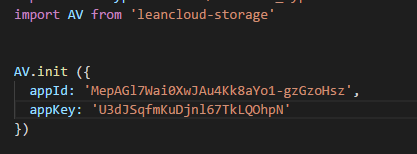 import AV from 'leancloud-storage'
AV.init ({
appId: 'MepAGl7Wai0XwJAu4Kk8aYo1-gzGzoHsz',
appKey: 'U3dJSqfmKuDjnl67TkLQOhpN'
})